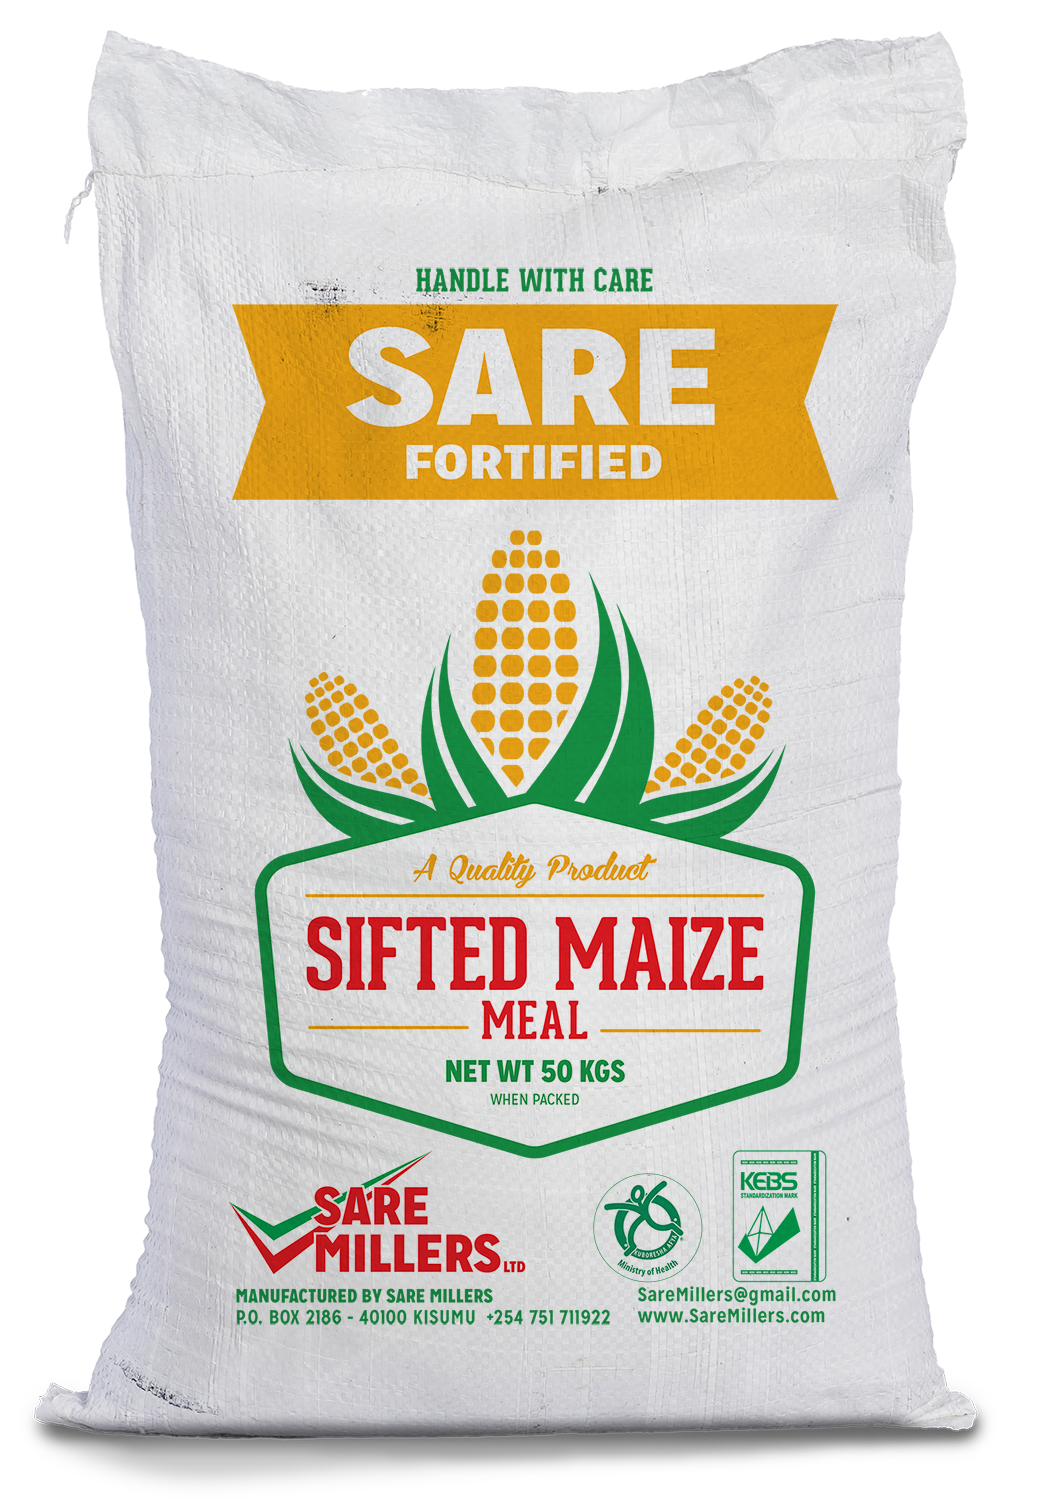 HANDLE WITH CARE
SARE
FORTIFIED
A Quality Product
SIFTED MAIZE
MEAL
NET WT 50 KGS
WHEN PACKED
SARE
MILLERS LTD
KUBORESHA AFYA
Ministry of Health
KEBS
STANDARDIZATION MARK
MANUFACTURED BY SARE MILLERS
P.O. BOX 2186 - 40100 KISUMU +254 751 711922
SareMillers@gmail.com
www.SareMillers.com